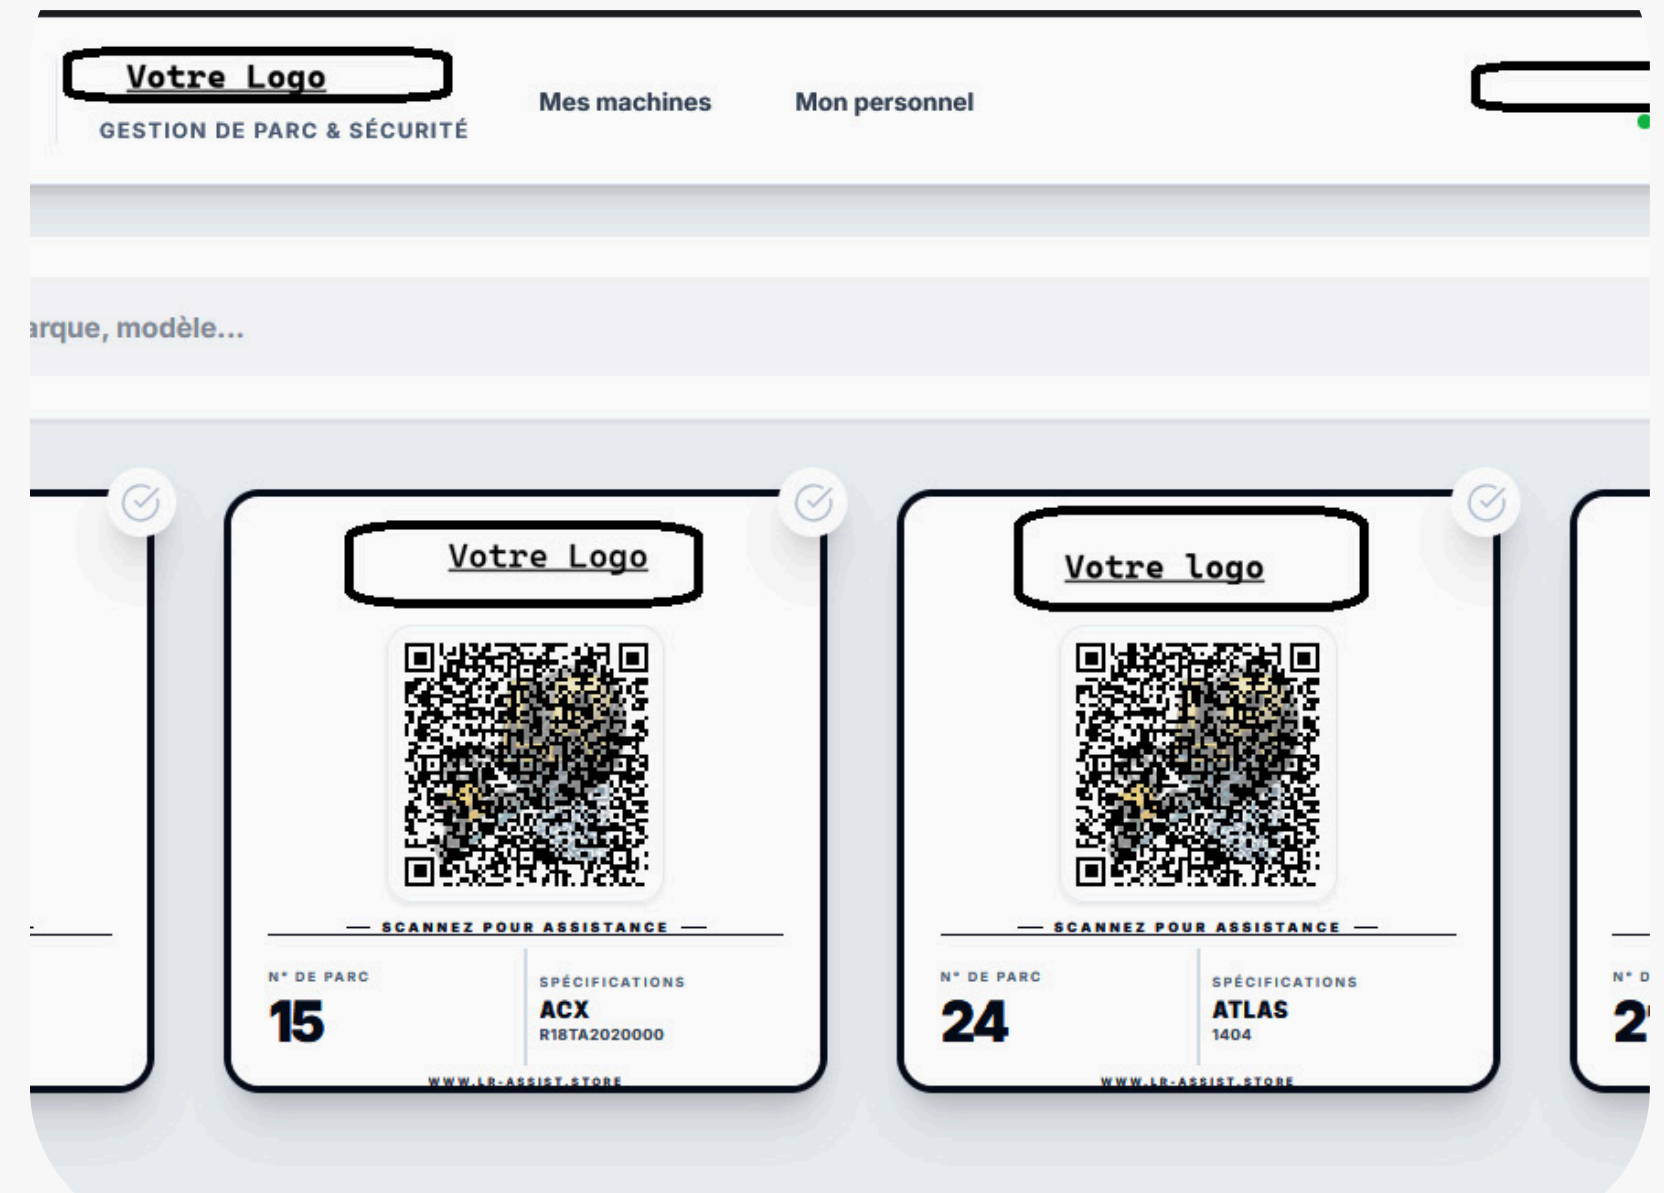 Votre Logo
GESTION DE PARC & SÉCURITÉ
Mes machines
Mon personnel
arque, modèle...
Votre Logo
SCANNEZ POUR ASSISTANCE
N° DE PARC
15
SPÉCIFICATIONS
ACX
R18TA2020000
WWW.LR-ASSIST.STORE
Votre logo
SCANNEZ POUR ASSISTANCE
N° DE PARC
24
SPÉCIFICATIONS
ATLAS
1404
WWW.LR-ASSIST.STORE
N° D
2